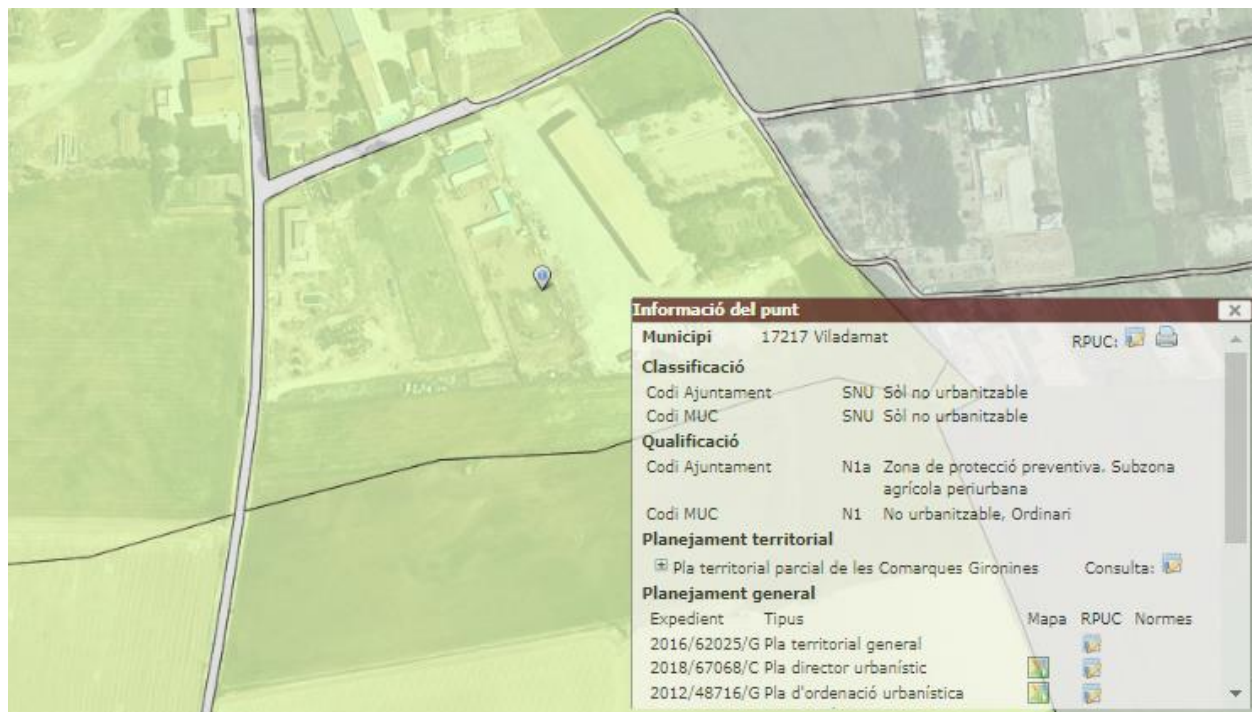 Informació del punt
Municipi 17217 Viladamat RPUC:
Classificació
Codi Ajuntament SNU Sòl no urbanitzable
Codi MUC SNU Sòl no urbanitzable
Qualificació
Codi Ajuntament N1a Zona de protecció preventiva. Subzona
agrícola periurbana
Codi MUC N1 No urbanitzable, Ordinari
Planejament territorial
Pla territorial parcial de les Comarques Gironines Consulta:
Planejament general
Expedient Tipus Mapa RPUC Normes
2016/62025/G Pla territorial general
2018/67068/C Pla director urbanístic
2012/48716/G Pla d'ordenació urbanística